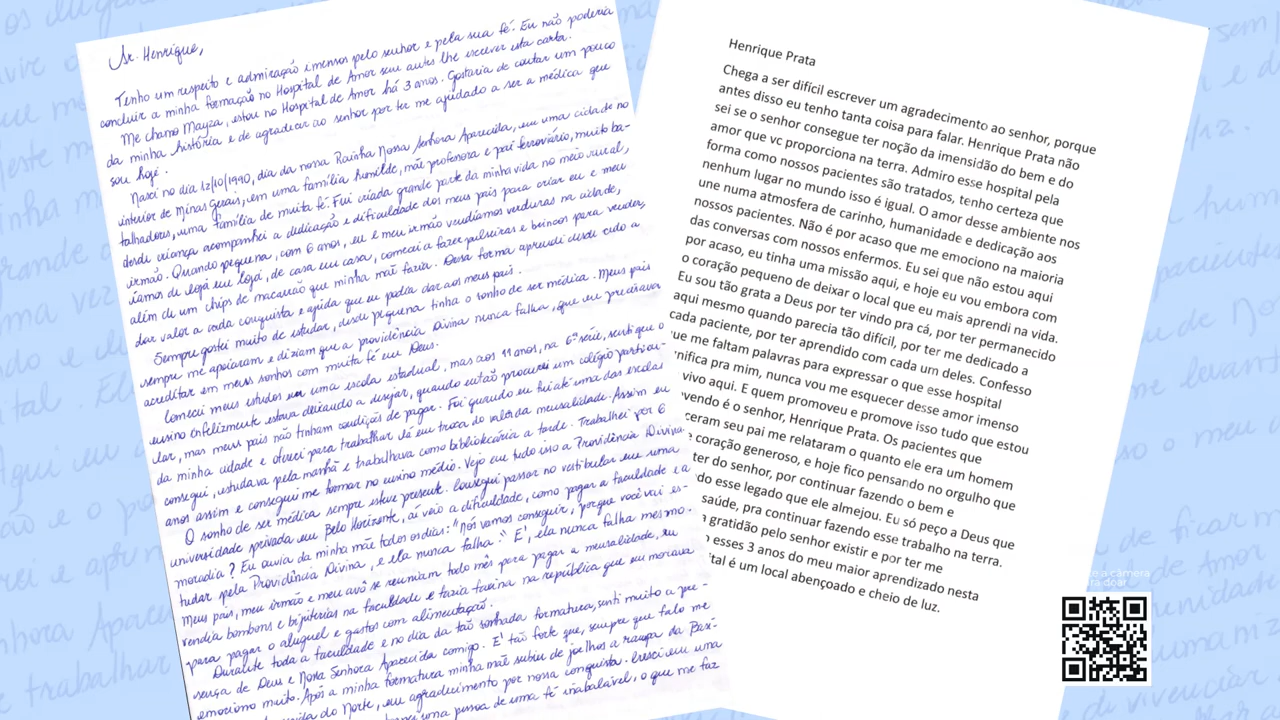 Sr. Henrique,
Tenho um respeito e admiração imensos pelo senhor e pela sua fé. Eu não poderia
concluir a minha formação no Hospital de Amor sem antes lhe escrever esta carta.
Me chamo Mayza, estou no Hospital de Amor há 3 anos. Gostaria de contar um pouco
da minha história e de agradecer ao senhor por ter me ajudado a ser a médica que
sou hoje.
Nasci no dia 12/10/1990, dia da nossa Rainha Nossa Senhora Aparecida, em uma cidade no
interior de Minas Gerais, em uma família humilde, mãe professora e pai ferroviário, muito ba-
talhadores, uma família de muita fé. Fui criada grande parte da minha vida no meio rural,
desde criança acompanhei a dedicação e dificuldade dos meus pais para criar eu e meu
irmão. Quando pequena, com 6 anos, eu e meu irmão vendíamos verduras na cidade,
íamos de loja em loja, de casa em casa, comecei a fazer pulseiras e brincos para vender,
além de um chips de macarrão que minha mãe fazia. Dessa forma aprendi desde cedo a
dar valor a cada conquista e ajuda que eu podia dar aos meus pais.
Sempre gostei muito de estudar, desde pequena tinha o sonho de ser médica. Meus pais
sempre me apoiaram e diziam que a providência Divina nunca falha, que eu precisava
acreditar em meus sonhos com muita fé em Deus.
Comecei meus estudos em uma escola estadual, mas aos 11 anos, na 6ª série, senti que o
ensino infelizmente estava deixando a desejar, quando então procurei um colégio particu-
lar, mas meus pais não tinham condições de pagar. Foi quando eu fui até uma das escolas
da minha cidade e ofereci para trabalhar lá em troca do valor da mensalidade. Assim eu
consegui, estudava pela manhã e trabalhava como bibliotecária a tarde. Trabalhei por 6
anos assim e consegui me formar no ensino médio. Vejo em tudo isso a Providência Divina.
O sonho de ser médica sempre esteve presente. Consegui passar no vestibular em uma
universidade privada em Belo Horizonte, aí veio a dificuldade, como pagar a faculdade e a
moradia? Eu ouvia da minha mãe todos os dias: "Nós vamos conseguir, porque você vai es-
tudar pela Providência Divina, e ela nunca falha." E, ela nunca falha mesmo.
Meus pais, meu irmão e meu avô se reuniam todo mês para pagar a mensalidade, eu
vendia bombons e bijuterias na faculdade e fazia faxina na república que eu morava
para pagar o aluguel e gastos com alimentação.
Durante toda a faculdade e no dia da tão sonhada formatura, senti muito a pre-
sença de Deus e Nossa Senhora Aparecida comigo. E' tão forte que, sempre que falo me
emociono muito. Após a minha formatura minha mãe subiu de joelhos a rampa da Basí-
do Norte, em agradecimento por nossa conquista. Cresci em uma
uma pessoa de uma fé inabalável, o que me faz
Henrique Prata
Chega a ser difícil escrever um agradecimento ao senhor, porque
antes disso eu tenho tanta coisa para falar. Henrique Prata não
sei se o senhor consegue ter noção da imensidão do bem e do
amor que vc proporciona na terra. Admiro esse hospital pela
forma como nossos pacientes são tratados, tenho certeza que
nenhum lugar no mundo isso é igual. O amor desse ambiente nos
une numa atmosfera de carinho, humanidade e dedicação aos
nossos pacientes. Não é por acaso que me emociono na maioria
das conversas com nossos enfermos. Eu sei que não estou aqui
por acaso, eu tinha uma missão aqui, e hoje eu vou embora com
o coração pequeno de deixar o local que eu mais aprendi na vida.
Eu sou tão grata a Deus por ter vindo pra cá, por ter permanecido
aqui mesmo quando parecia tão difícil, por ter me dedicado a
cada paciente, por ter aprendido com cada um deles. Confesso
que me faltam palavras para expressar o que esse hospital
significa pra mim, nunca vou me esquecer desse amor imenso
vivo aqui. E quem promoveu e promove isso tudo que estou
vendo é o senhor, Henrique Prata. Os pacientes que
ceram seu pai me relataram o quanto ele era um homem
coração generoso, e hoje fico pensando no orgulho que
ter do senhor, por continuar fazendo o bem e
do esse legado que ele almejou. Eu só peço a Deus que
saúde, pra continuar fazendo esse trabalho na terra.
gratidão pelo senhor existir e por ter me
esses 3 anos do meu maior aprendizado nesta
tal é um local abençoado e cheio de luz.